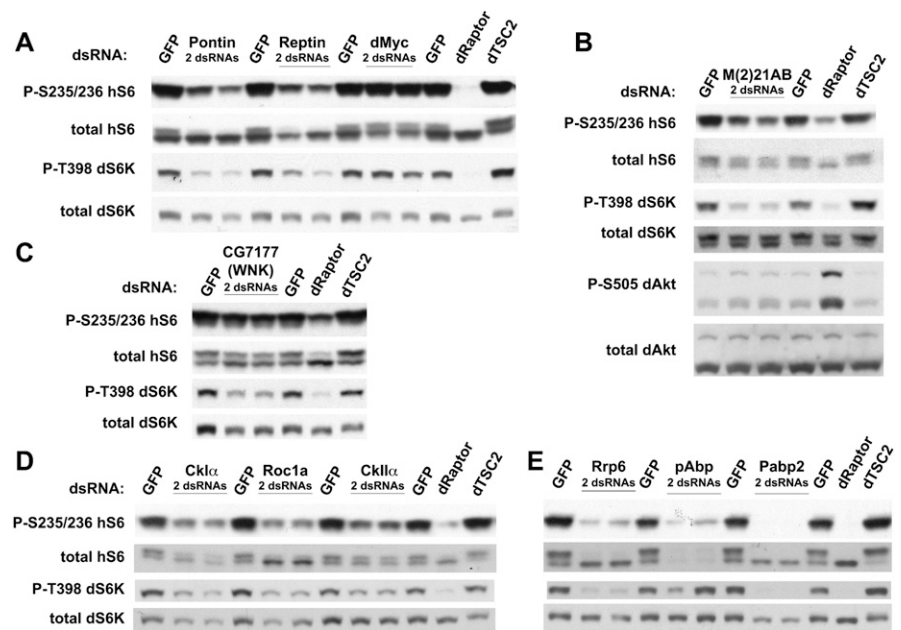 A
dsRNA:
GFP
Pontin
2 dsRNAs
GFP
Reptin
2 dsRNAs
GFP
dMyc
2 dsRNAs
GFP
dRaptor
dTSC2
P-S235/236 hS6
total hS6
P-T398 dS6K
total dS6K
B
dsRNA:
GFP
M(2)21AB
2 dsRNAs
GFP
dRaptor
dTSC2
P-S235/236 hS6
total hS6
P-T398 dS6K
total dS6K
P-S505 dAkt
total dAkt
C
dsRNA:
GFP
CG7177
(WNK)
2 dsRNAs
GFP
dRaptor
dTSC2
P-S235/236 hS6
total hS6
P-T398 dS6K
total dS6K
D
dsRNA:
GFP
CkIα
2 dsRNAs
GFP
Roc1a
2 dsRNAs
GFP
CkIIα
2 dsRNAs
GFP
dRaptor
dTSC2
P-S235/236 hS6
total hS6
P-T398 dS6K
total dS6K
E
GFP
Rrp6
2 dsRNAs
GFP
pAbp
2 dsRNAs
GFP
Pabp2
2 dsRNAs
GFP
dRaptor
dTSC2